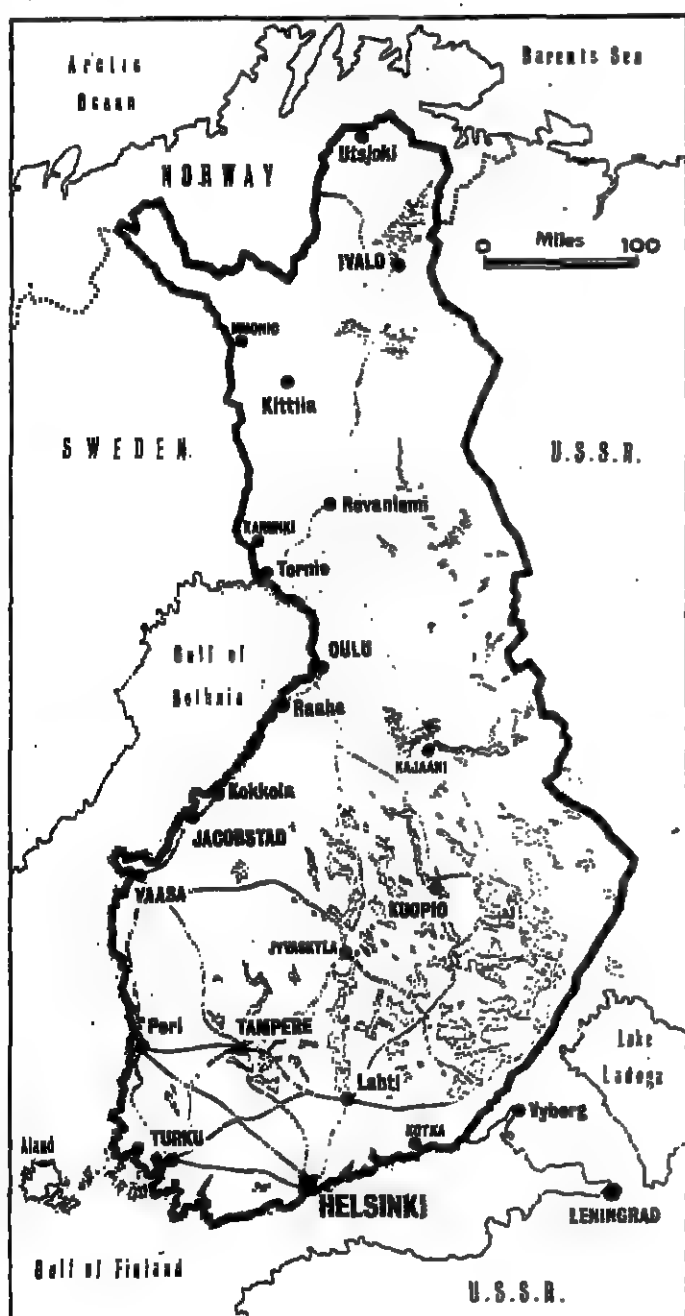 Arctic
Ocean
Barents Sea
NORWAY
Utsjoki
0 Miles 100
IVALO
Kittila
SWEDEN
U.S.S.R.
Rovaniemi
Tornio
Gulf of
Bothnia
OULU
Raahe
KAJAANI
Kokkola
JACOBSTAD
VAASA
KUOPIO
JYVASKYLA
Pori
TAMPERE
Lake
Ladoga
Lahti
Vyborg
Aland
TURKU
KOTKA
HELSINKI
LENINGRAD
Gulf of Finland
U.S.S.R.